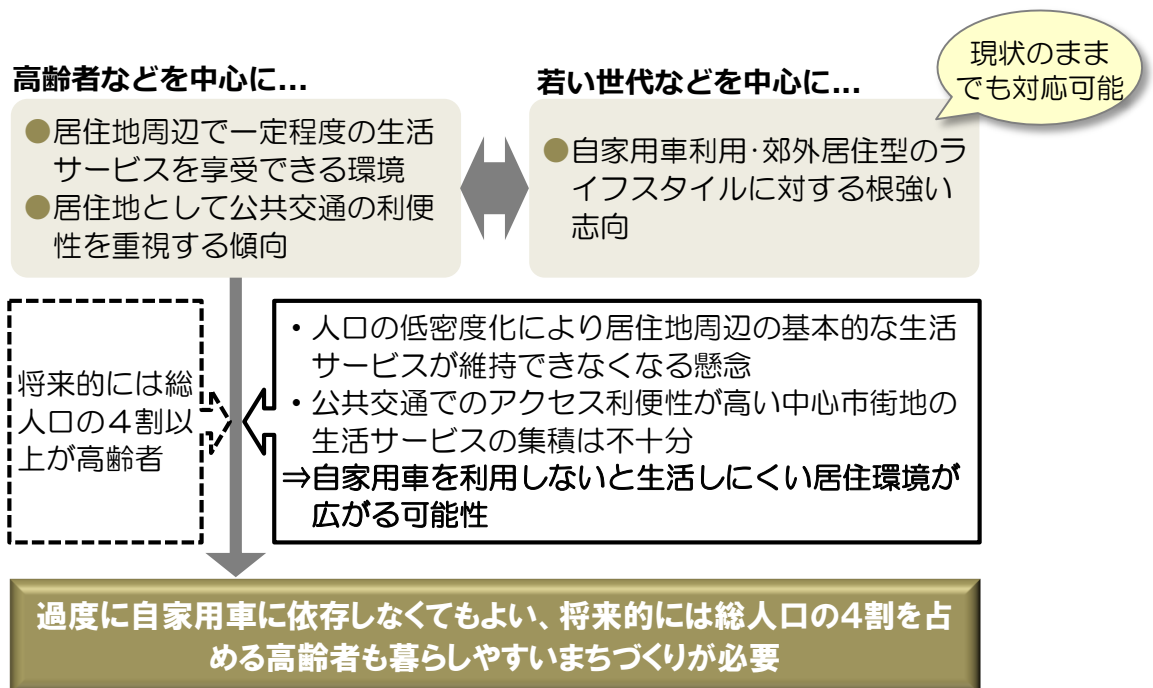 現状のまま
でも対応可能
高齢者などを中心に...
若い世代などを中心に...
●居住地周辺で一定程度の生活
サービスを享受できる環境
●居住地として公共交通の利便
性を重視する傾向
●自家用車利用・郊外居住型のラ
イフスタイルに対する根強い
志向
将来的には総
人口の４割以
上が高齢者
・人口の低密度化により居住地周辺の基本的な生活
サービスが維持できなくなる懸念
・公共交通でのアクセス利便性が高い中心市街地の
生活サービスの集積は不十分
⇒自家用車を利用しないと生活しにくい居住環境が
広がる可能性
過度に自家用車に依存しなくてもよい、将来的には総人口の4割を占
める高齢者も暮らしやすいまちづくりが必要